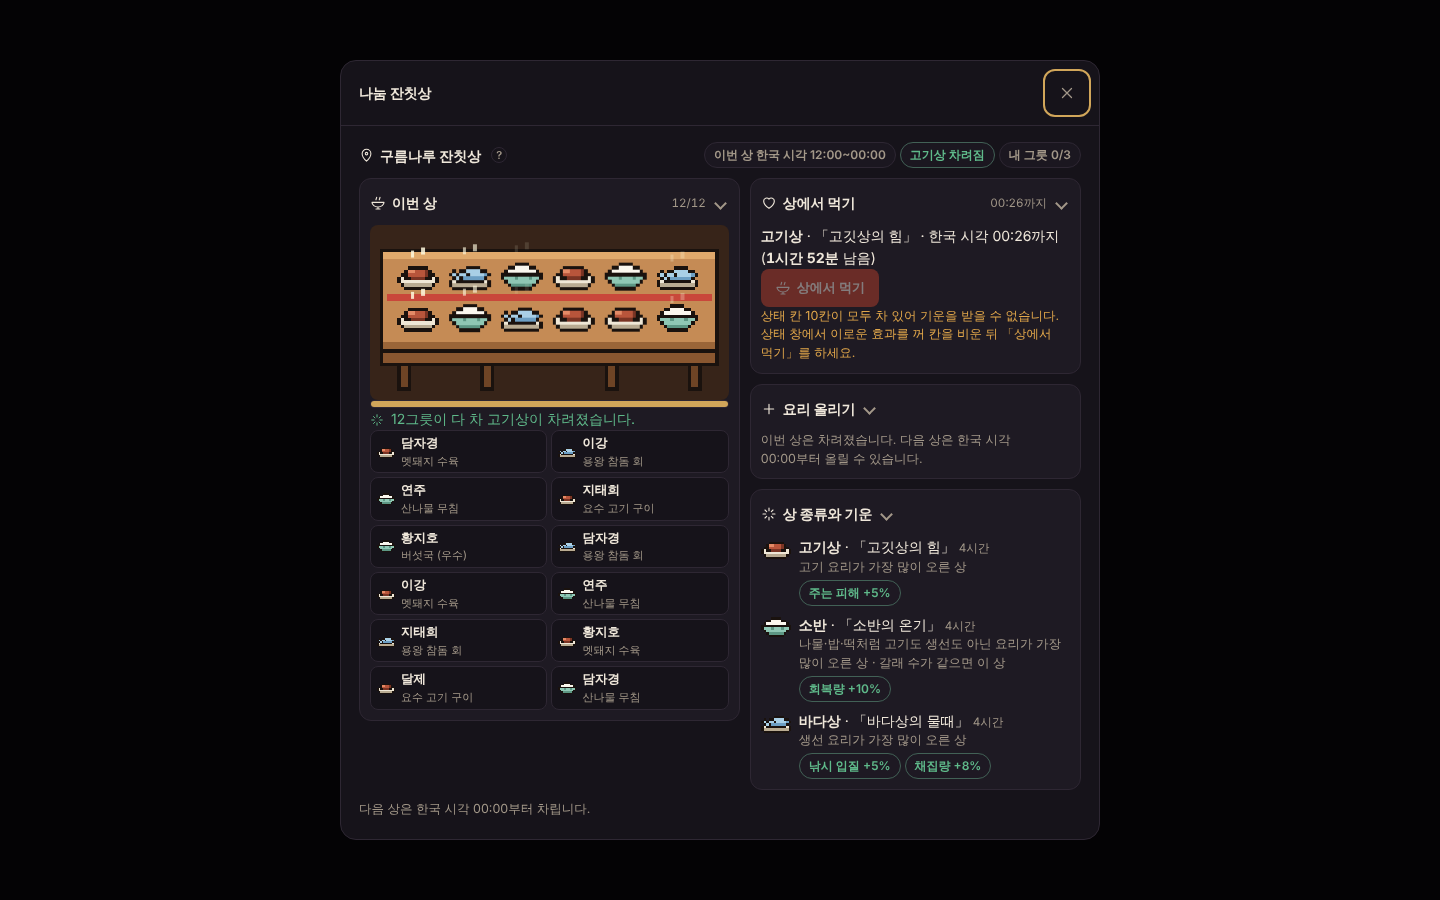 나눔 잔칫상
구름나루 잔칫상 ?
이번 상 한국 시각 12:00~00:00
고기상 차려짐
내 그릇 0/3
이번 상
12/12
12그릇이 다 차 고기상이 차려졌습니다.
담자경
멧돼지 수육
이강
용왕 참돔 회
연주
산나물 무침
지태희
요수 고기 구이
황지호
버섯국 (우수)
담자경
용왕 참돔 회
이강
멧돼지 수육
연주
산나물 무침
지태희
용왕 참돔 회
황지호
멧돼지 수육
달제
요수 고기 구이
담자경
산나물 무침
상에서 먹기
00:26까지
고기상 · 「고깃상의 힘」 · 한국 시각 00:26까지
(1시간 52분 남음)
상에서 먹기
상태 칸 10칸이 모두 차 있어 기운을 받을 수 없습니다.
상태 창에서 이로운 효과를 꺼 칸을 비운 뒤 「상에서
먹기」를 하세요.
요리 올리기
이번 상은 차려졌습니다. 다음 상은 한국 시각
00:00부터 올릴 수 있습니다.
상 종류와 기운
고기상 · 「고깃상의 힘」 4시간
고기 요리가 가장 많이 오른 상
주는 피해 +5%
소반 · 「소반의 온기」 4시간
나물·밥·떡처럼 고기도 생선도 아닌 요리가 가장
많이 오른 상 · 갈래 수가 같으면 이 상
회복량 +10%
바다상 · 「바다상의 물때」 4시간
생선 요리가 가장 많이 오른 상
낚시 입질 +5%
채집량 +8%
다음 상은 한국 시각 00:00부터 차립니다.